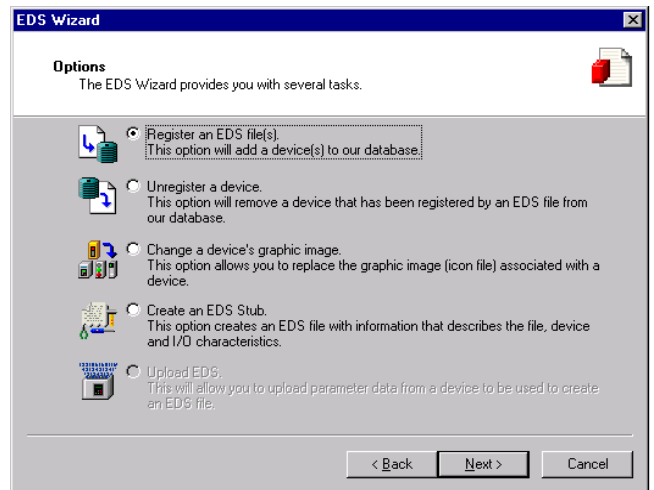 EDS Wizard
Options
The EDS Wizard provides you with several tasks.
Register an EDS file(s).
This option will add a device(s) to our database.
Unregister a device.
This option will remove a device that has been registered by an EDS file from
our database.
Change a device's graphic image.
This option allows you to replace the graphic image (icon file) associated with a
device.
Create an EDS Stub.
This option creates an EDS file with information that describes the file, device
and I/O characteristics.
Upload EDS.
This will allow you to upload parameter data from a device to be used to create
an EDS file.
< Back
Next >
Cancel